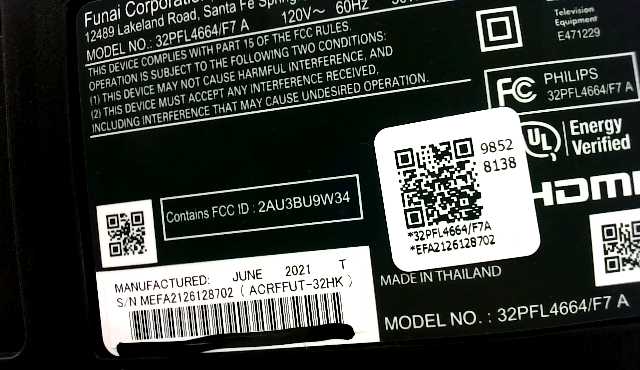 Funai Corporation
12489 Lakeland Road, Santa Fe Spring
MODEL NO.: 32PFL4664/F7 A 120V～ 60Hz
THIS DEVICE COMPLIES WITH PART 15 OF THE FCC RULES.
OPERATION IS SUBJECT TO THE FOLLOWING TWO CONDITIONS:
(1) THIS DEVICE MAY NOT CAUSE HARMFUL INTERFERENCE, AND
(2) THIS DEVICE MUST ACCEPT ANY INTERFERENCE RECEIVED,
INCLUDING INTERFERENCE THAT MAY CAUSE UNDESIRED OPERATION.
Television
Equipment
E471229
FC PHILIPS
32PFL4664/F7 A
UL Energy
Verified
HDMI
9852
8138
*32PFL4664/F7A
*EFA2126128702
Contains FCC ID : 2AU3BU9W34
MANUFACTURED: JUNE 2021 T
S/N MEFA2126128702 ( ACRFFUT-32HK )
MADE IN THAILAND
MODEL NO. : 32PFL4664/F7 A